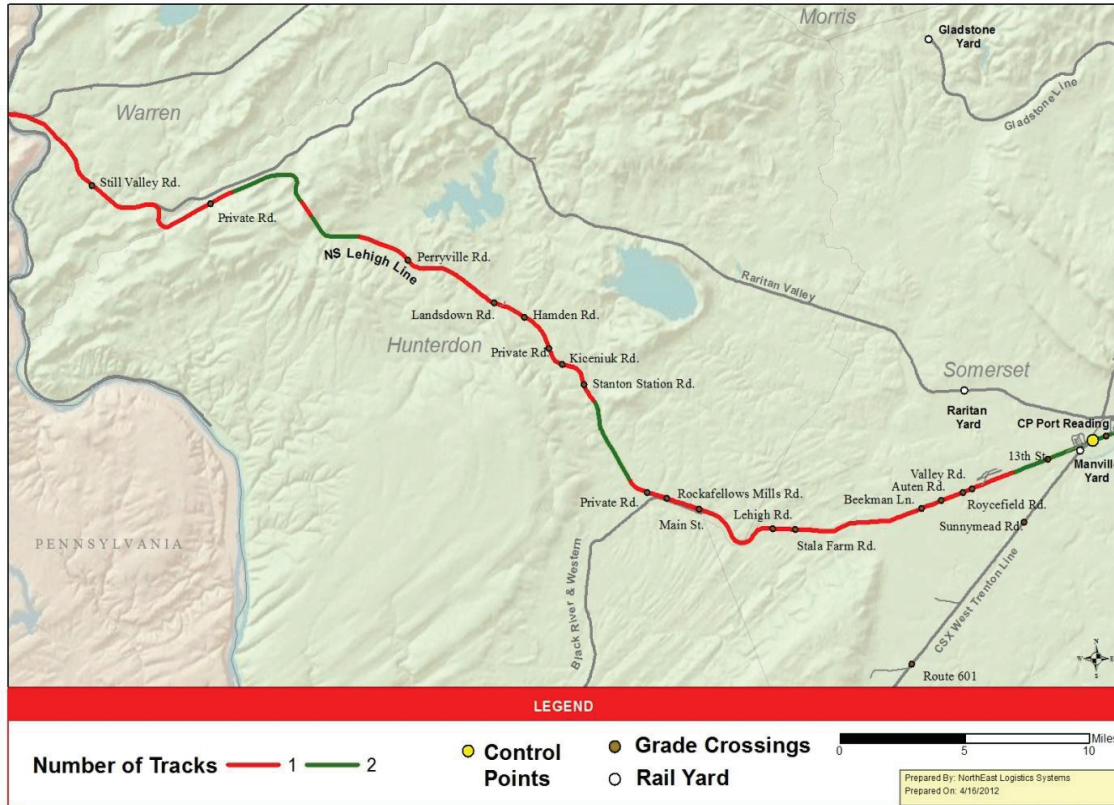 Morris
Gladstone
Yard
Gladstone Line
Warren
Still Valley Rd.
Private Rd.
NS Lehigh Line
Perryville Rd.
Raritan Valley
Landsdown Rd.
Hamden Rd.
Hunterdon
Private Rd.
Kiceniuk Rd.
Stanton Station Rd.
Somerset
Raritan
Yard
CP Port Reading
13th St.
Manville
Yard
Valley Rd.
Auten Rd.
Beekman Ln.
Roycefield Rd.
Sunnymead Rd.
Private Rd.
Rockafellows Mills Rd.
Main St.
Lehigh Rd.
Stala Farm Rd.
PENNSYLVANIA
Black River & Western
CSX West Trenton Line
Route 601
N
W E
S
LEGEND
Number of Tracks 1 2
Control
Points
Grade Crossings
Rail Yard
Miles
0 5 10
Prepared By: NorthEast Logistics Systems
Prepared On: 4/16/2012